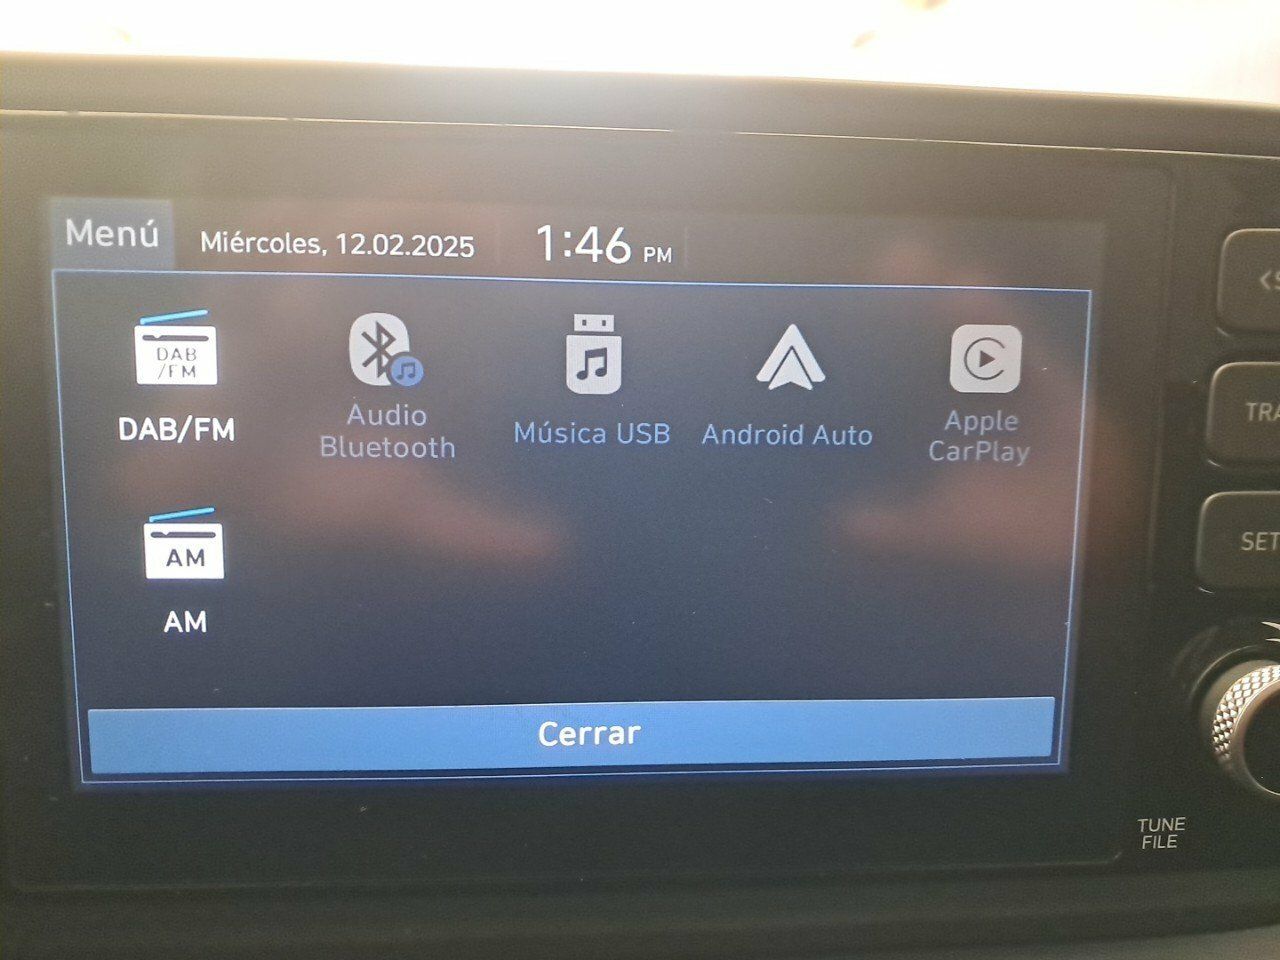 Menú
Miércoles, 12.02.2025
1:46 PM
DAB
/FM
DAB/FM
Audio
Bluetooth
Música USB
Android Auto
Apple
CarPlay
AM
AM
Cerrar
TUNE
FILE